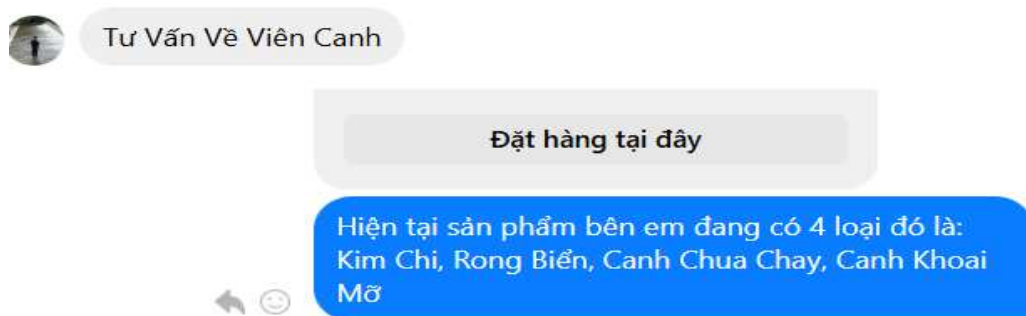 Tư Vấn Về Viên Canh
Đặt hàng tại đây
Hiện tại sản phẩm bên em đang có 4 loại đó là:
Kim Chi, Rong Biển, Canh Chua Chay, Canh Khoai
Mỡ